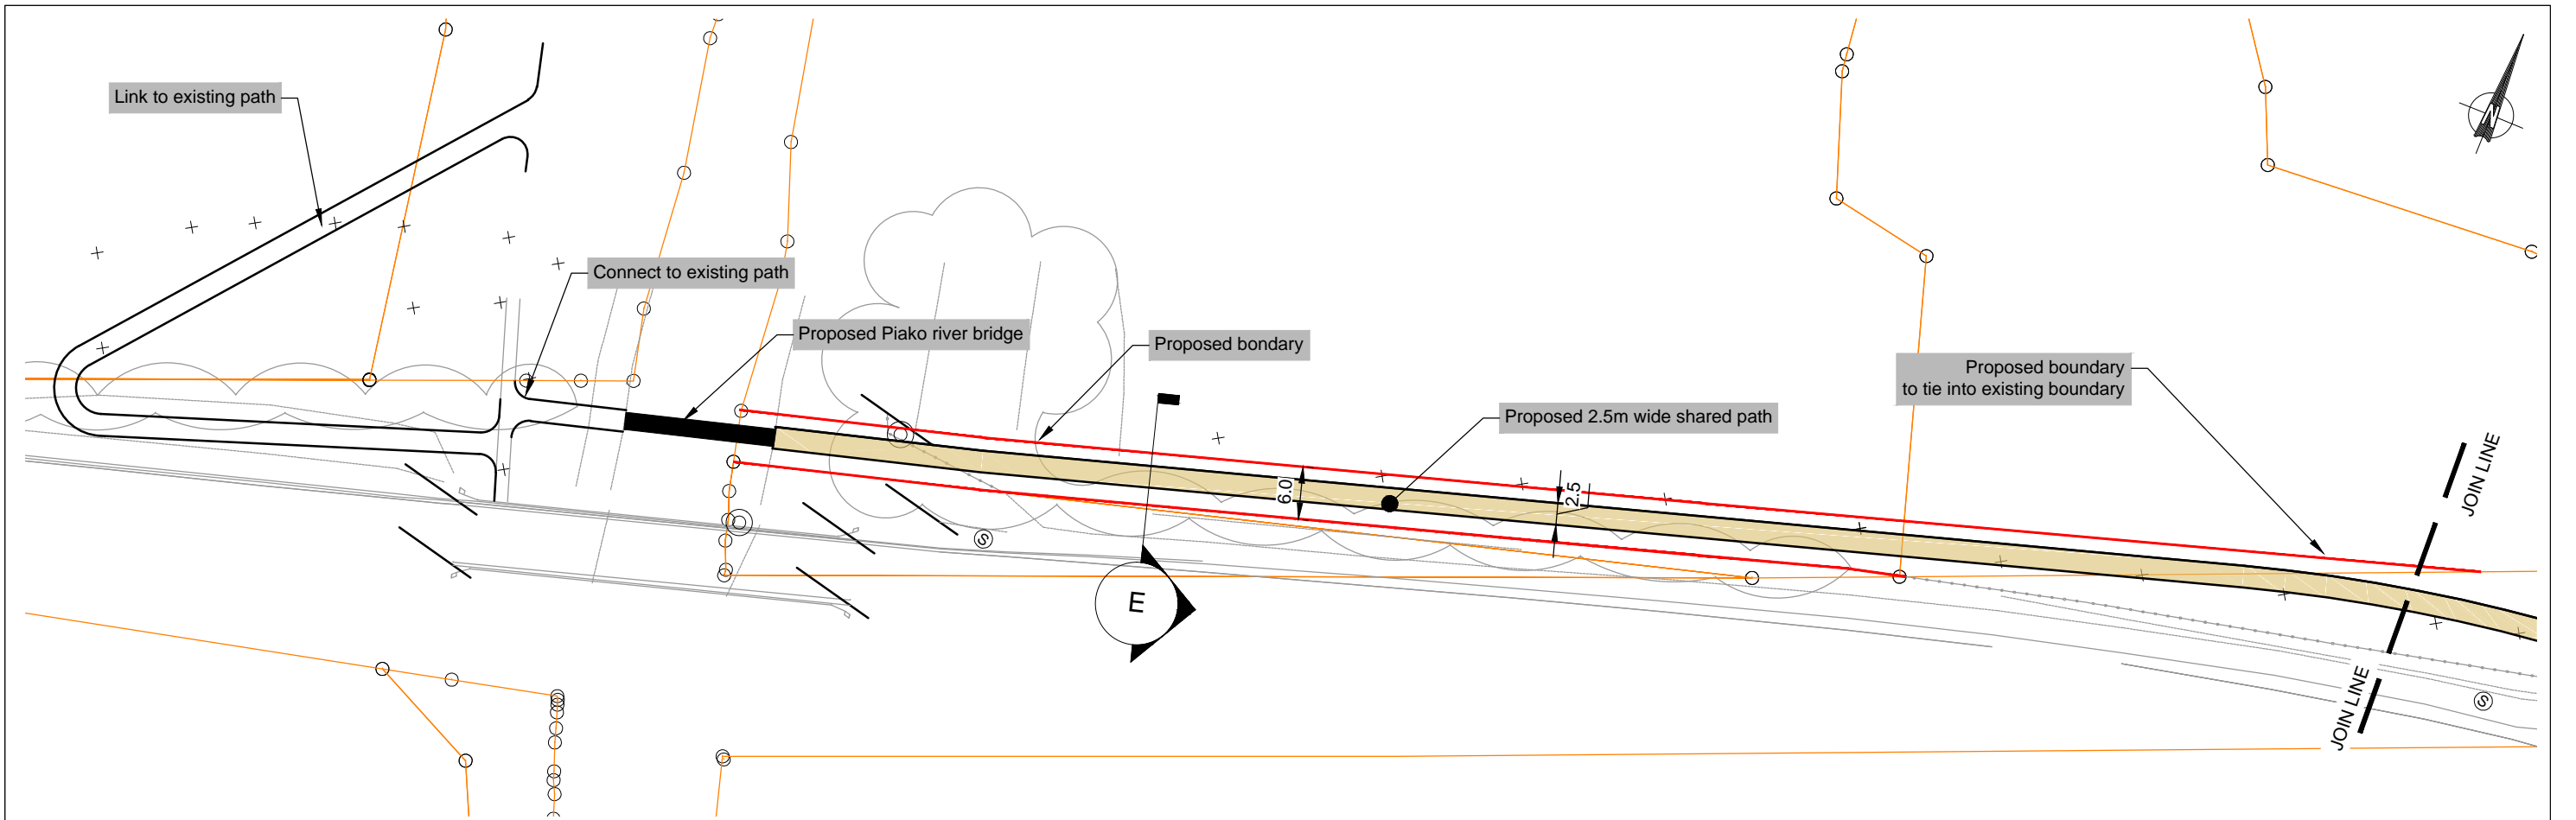 Link to existing path
Connect to existing path
Proposed Piako river bridge
Proposed bondary
Proposed 2.5m wide shared path
Proposed boundary
to tie into existing boundary
6.0
2.5
E
S
S
N
JOIN LINE
JOIN LINE